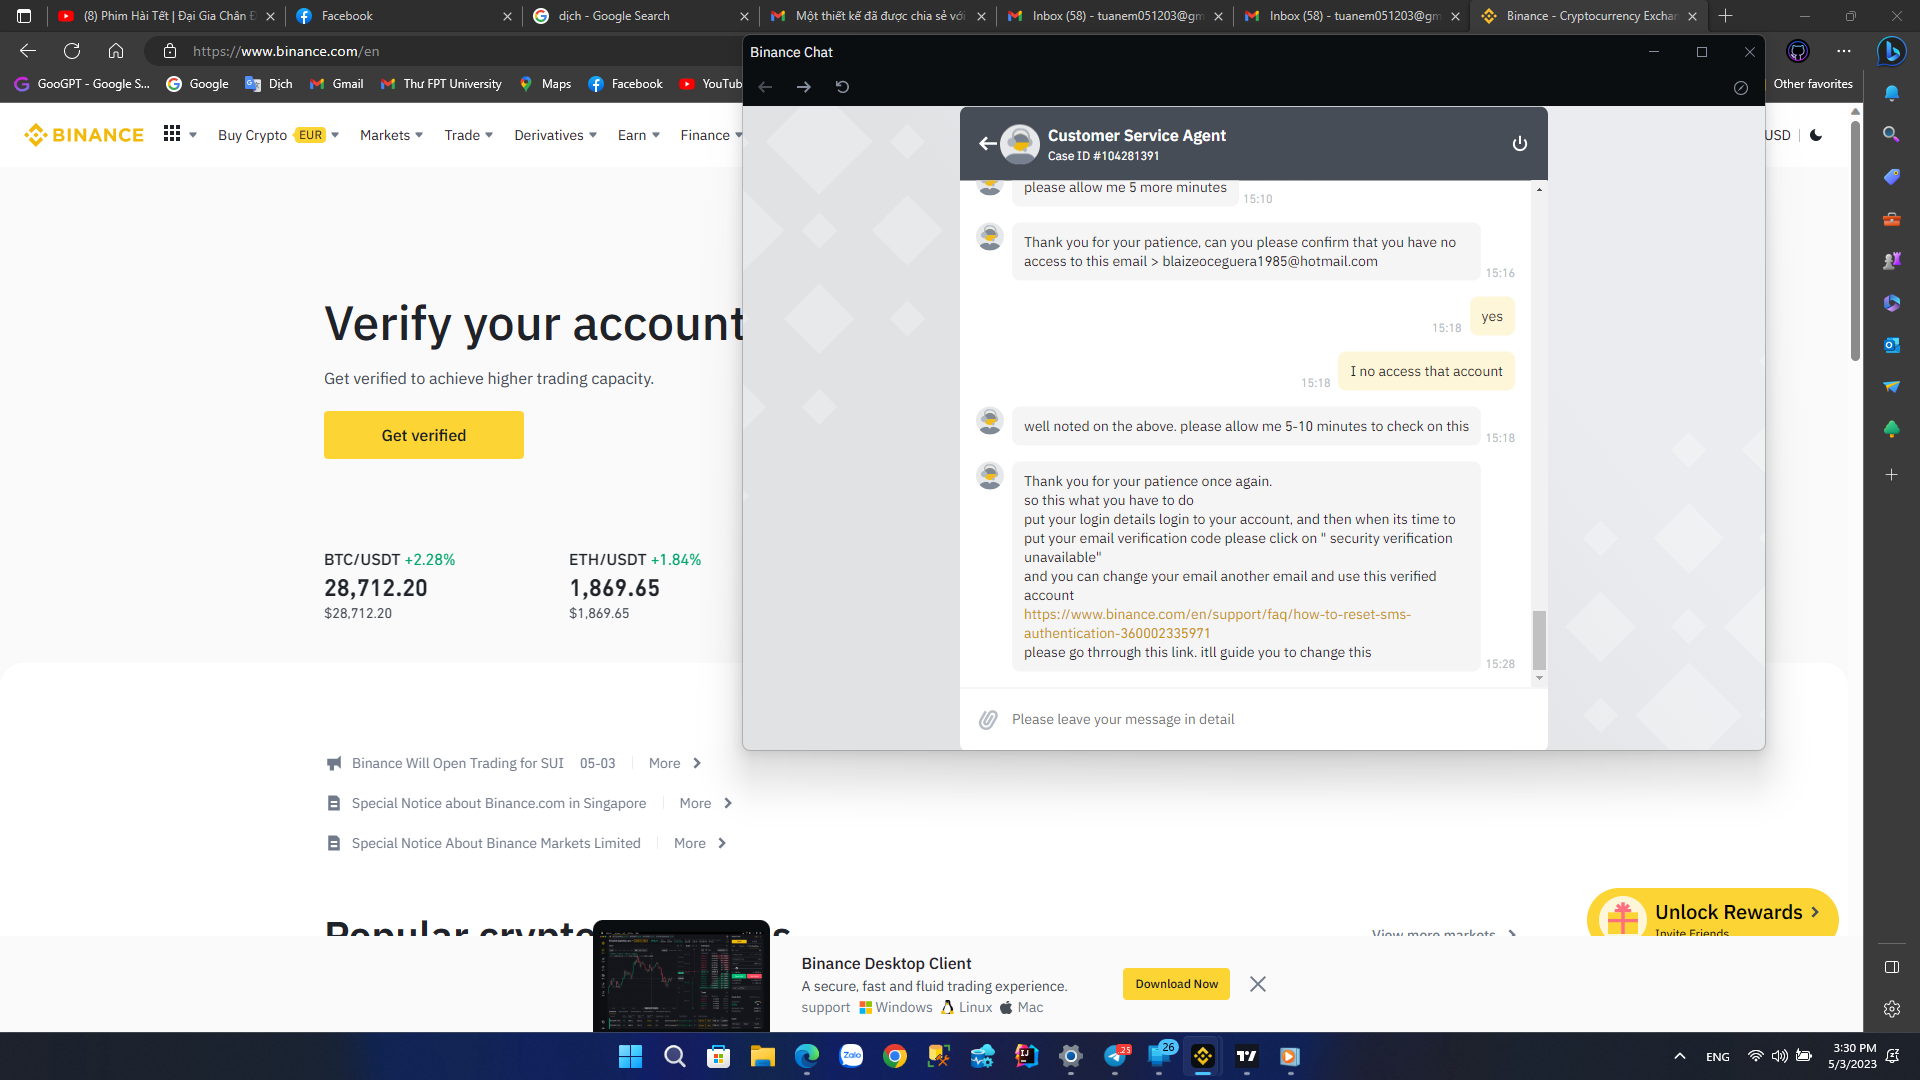 (8) Phim Hài Tết | Đại Gia Chân Đ
Facebook
dịch - Google Search
Một thiết kế đã được chia sẻ với
Inbox (58) - tuanem051203@gm
Inbox (58) - tuanem051203@gm
Binance - Cryptocurrency Exchan
https://www.binance.com/en
GooGPT - Google S...
Google
Dịch
Gmail
Thư FPT University
Maps
Facebook
YouTub
Other favorites
Binance Chat
BINANCE
Buy Crypto
EUR
Markets
Trade
Derivatives
Earn
Finance
USD
Customer Service Agent
Case ID #104281391
please allow me 5 more minutes
15:10
Thank you for your patience, can you please confirm that you have no
access to this email > blaizeoceguera1985@hotmail.com
15:16
yes
15:18
I no access that account
15:18
well noted on the above. please allow me 5-10 minutes to check on this
15:18
Thank you for your patience once again.
so this what you have to do
put your login details login to your account, and then when its time to
put your email verification code please click on " security verification
unavailable"
and you can change your email another email and use this verified
account
https://www.binance.com/en/support/faq/how-to-reset-sms-
authentication-360002335971
please go thrrough this link. itll guide you to change this
15:28
Please leave your message in detail
Verify your account
Get verified to achieve higher trading capacity.
Get verified
BTC/USDT +2.28%
28,712.20
$28,712.20
ETH/USDT +1.84%
1,869.65
$1,869.65
Binance Will Open Trading for SUI 05-03 More
Special Notice about Binance.com in Singapore More
Special Notice About Binance Markets Limited More
Popular crypto
View more markets
Unlock Rewards
Invite Friends
Binance Desktop Client
A secure, fast and fluid trading experience.
support Windows Linux Mac
Download Now
Zalo
25
26
ENG
3:30 PM
5/3/2023